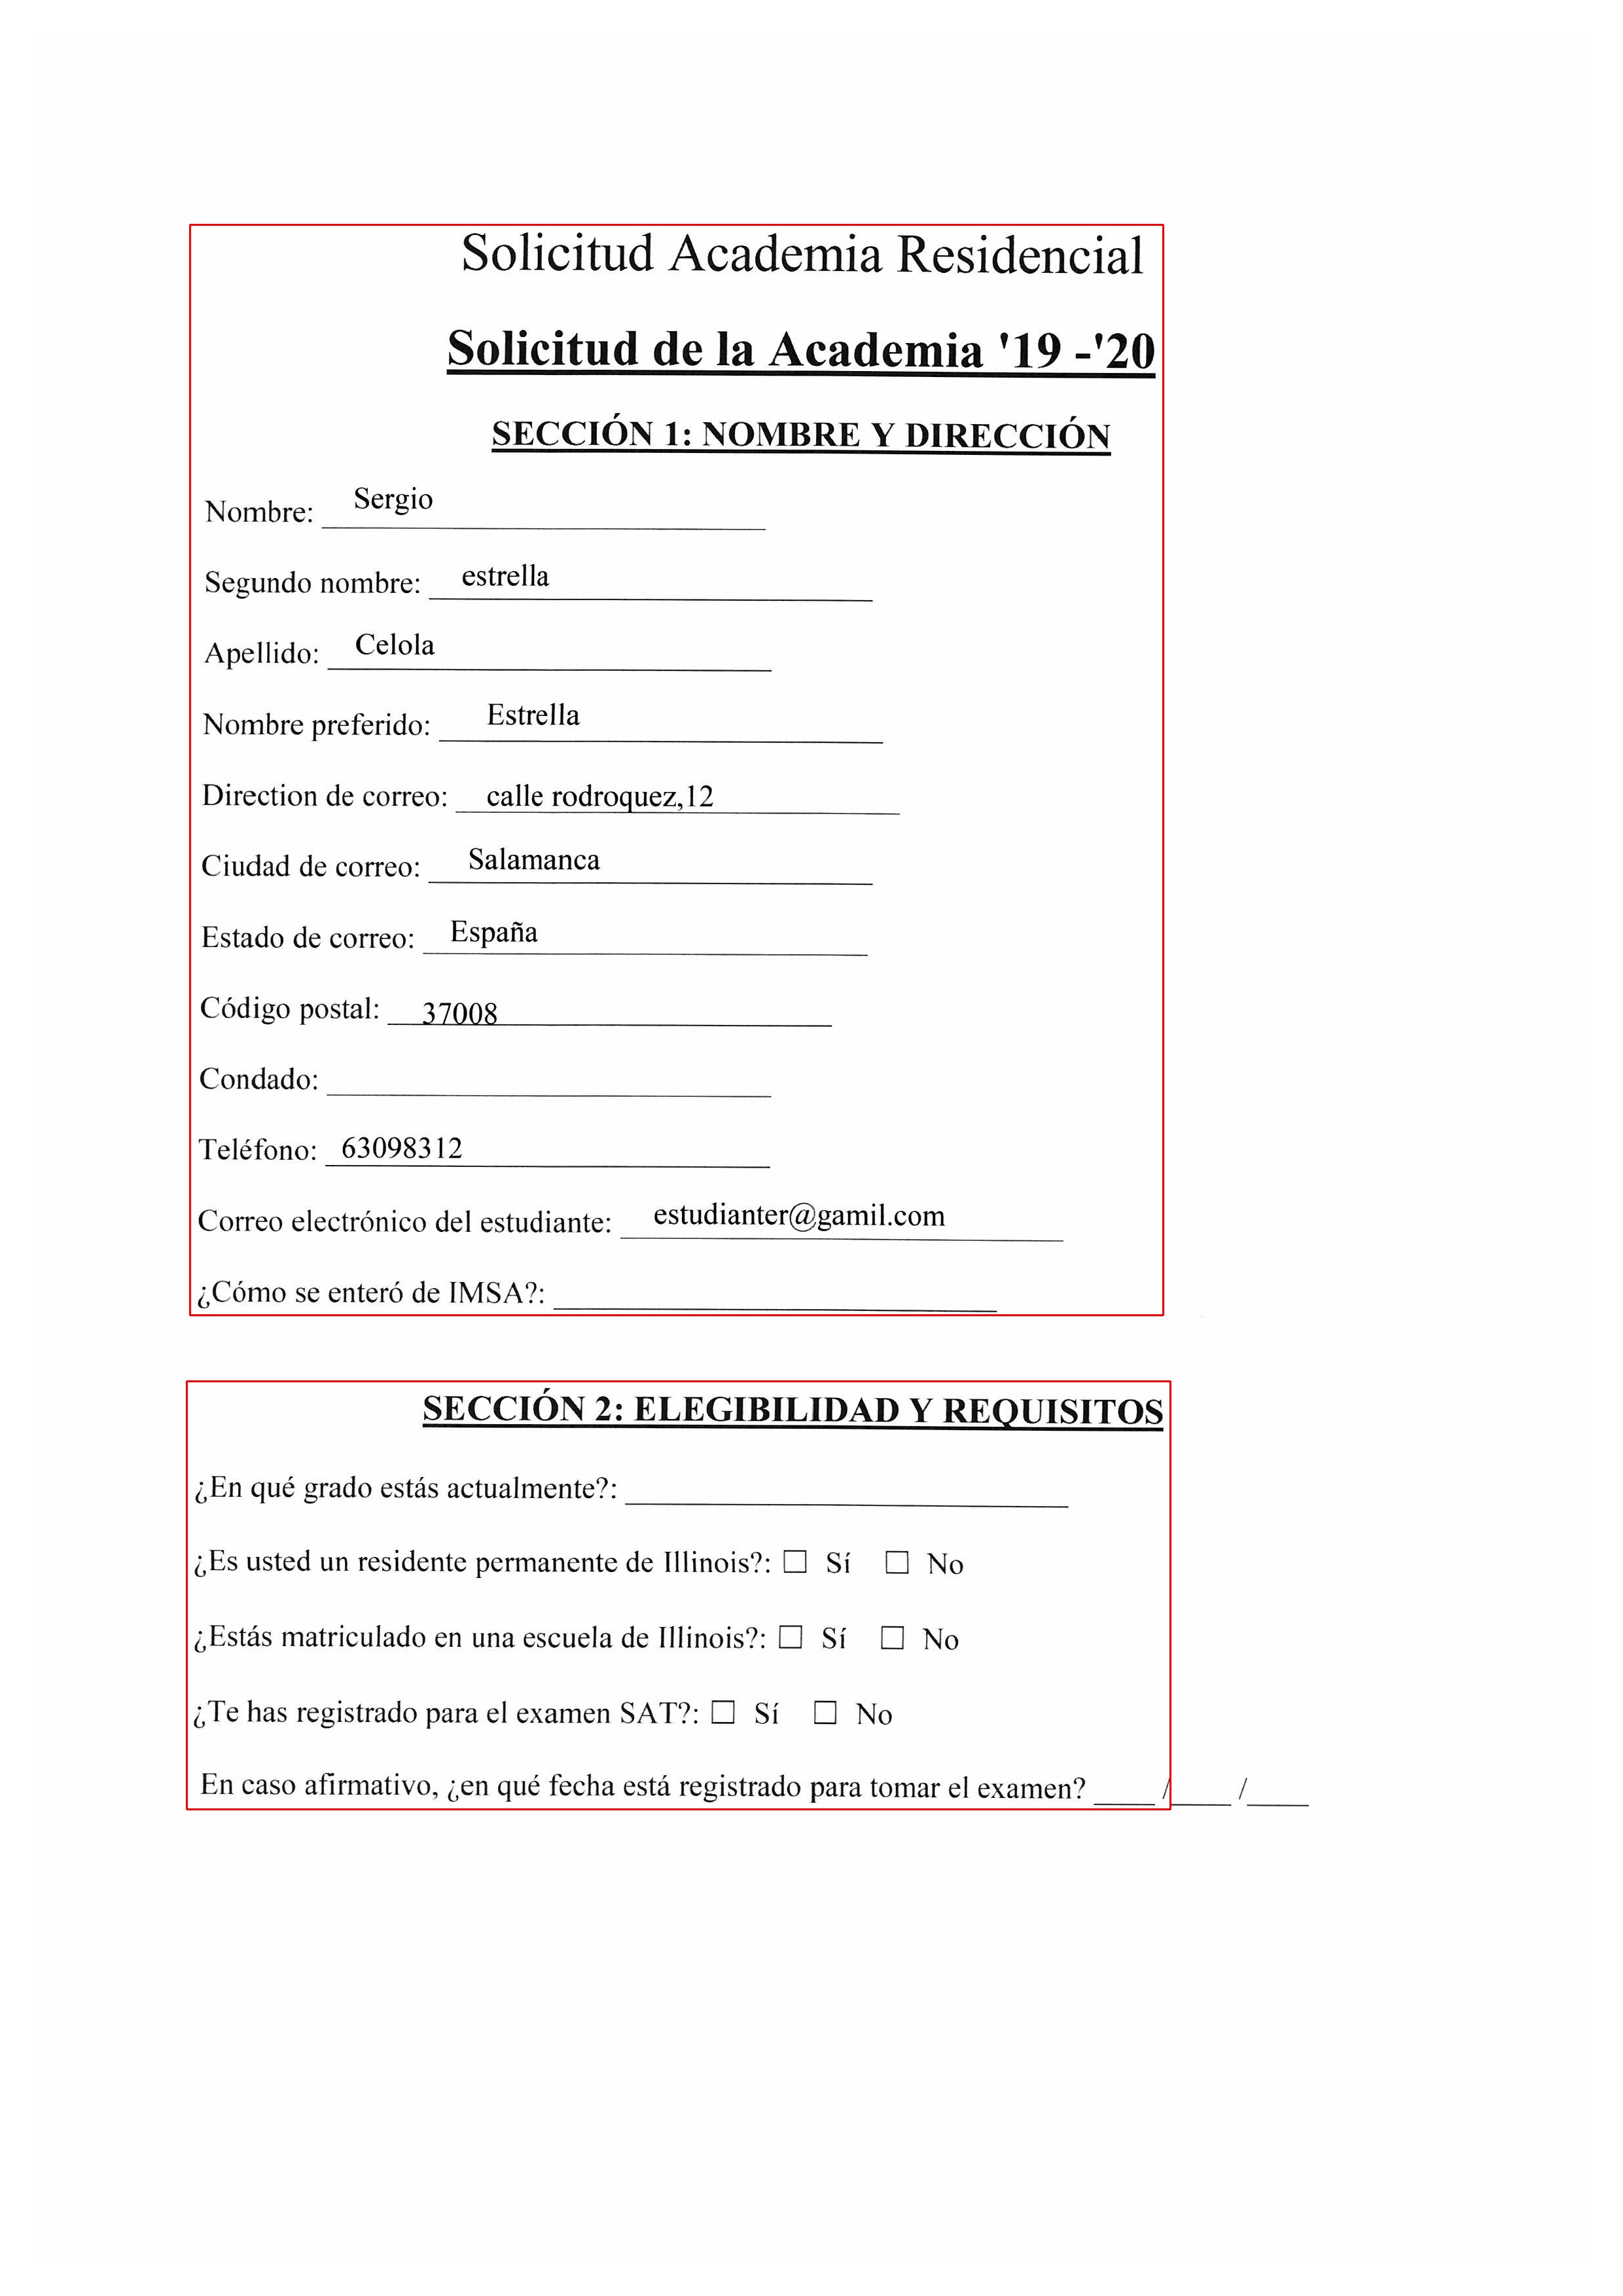 Solicitud Academia Residencial
Solicitud de la Academia '19 -'20
SECCIÓN 1: NOMBRE Y DIRECCIÓN
Nombre: Sergio
Segundo nombre: estrella
Apellido: Celola
Nombre preferido: Estrella
Direction de correo: calle rodroquez,12
Ciudad de correo: Salamanca
Estado de correo: España
Código postal: 37008
Condado:
Teléfono: 63098312
Correo electrónico del estudiante: estudianter@gamil.com
¿Cómo se enteró de IMSA?:
SECCIÓN 2: ELEGIBILIDAD Y REQUISITOS
¿En qué grado estás actualmente?:
¿Es usted un residente permanente de Illinois?: ☐ Sí ☐ No
¿Estás matriculado en una escuela de Illinois?: ☐ Sí ☐ No
¿Te has registrado para el examen SAT?: ☐ Sí ☐ No
En caso afirmativo, ¿en qué fecha está registrado para tomar el examen? ____ /____ /____